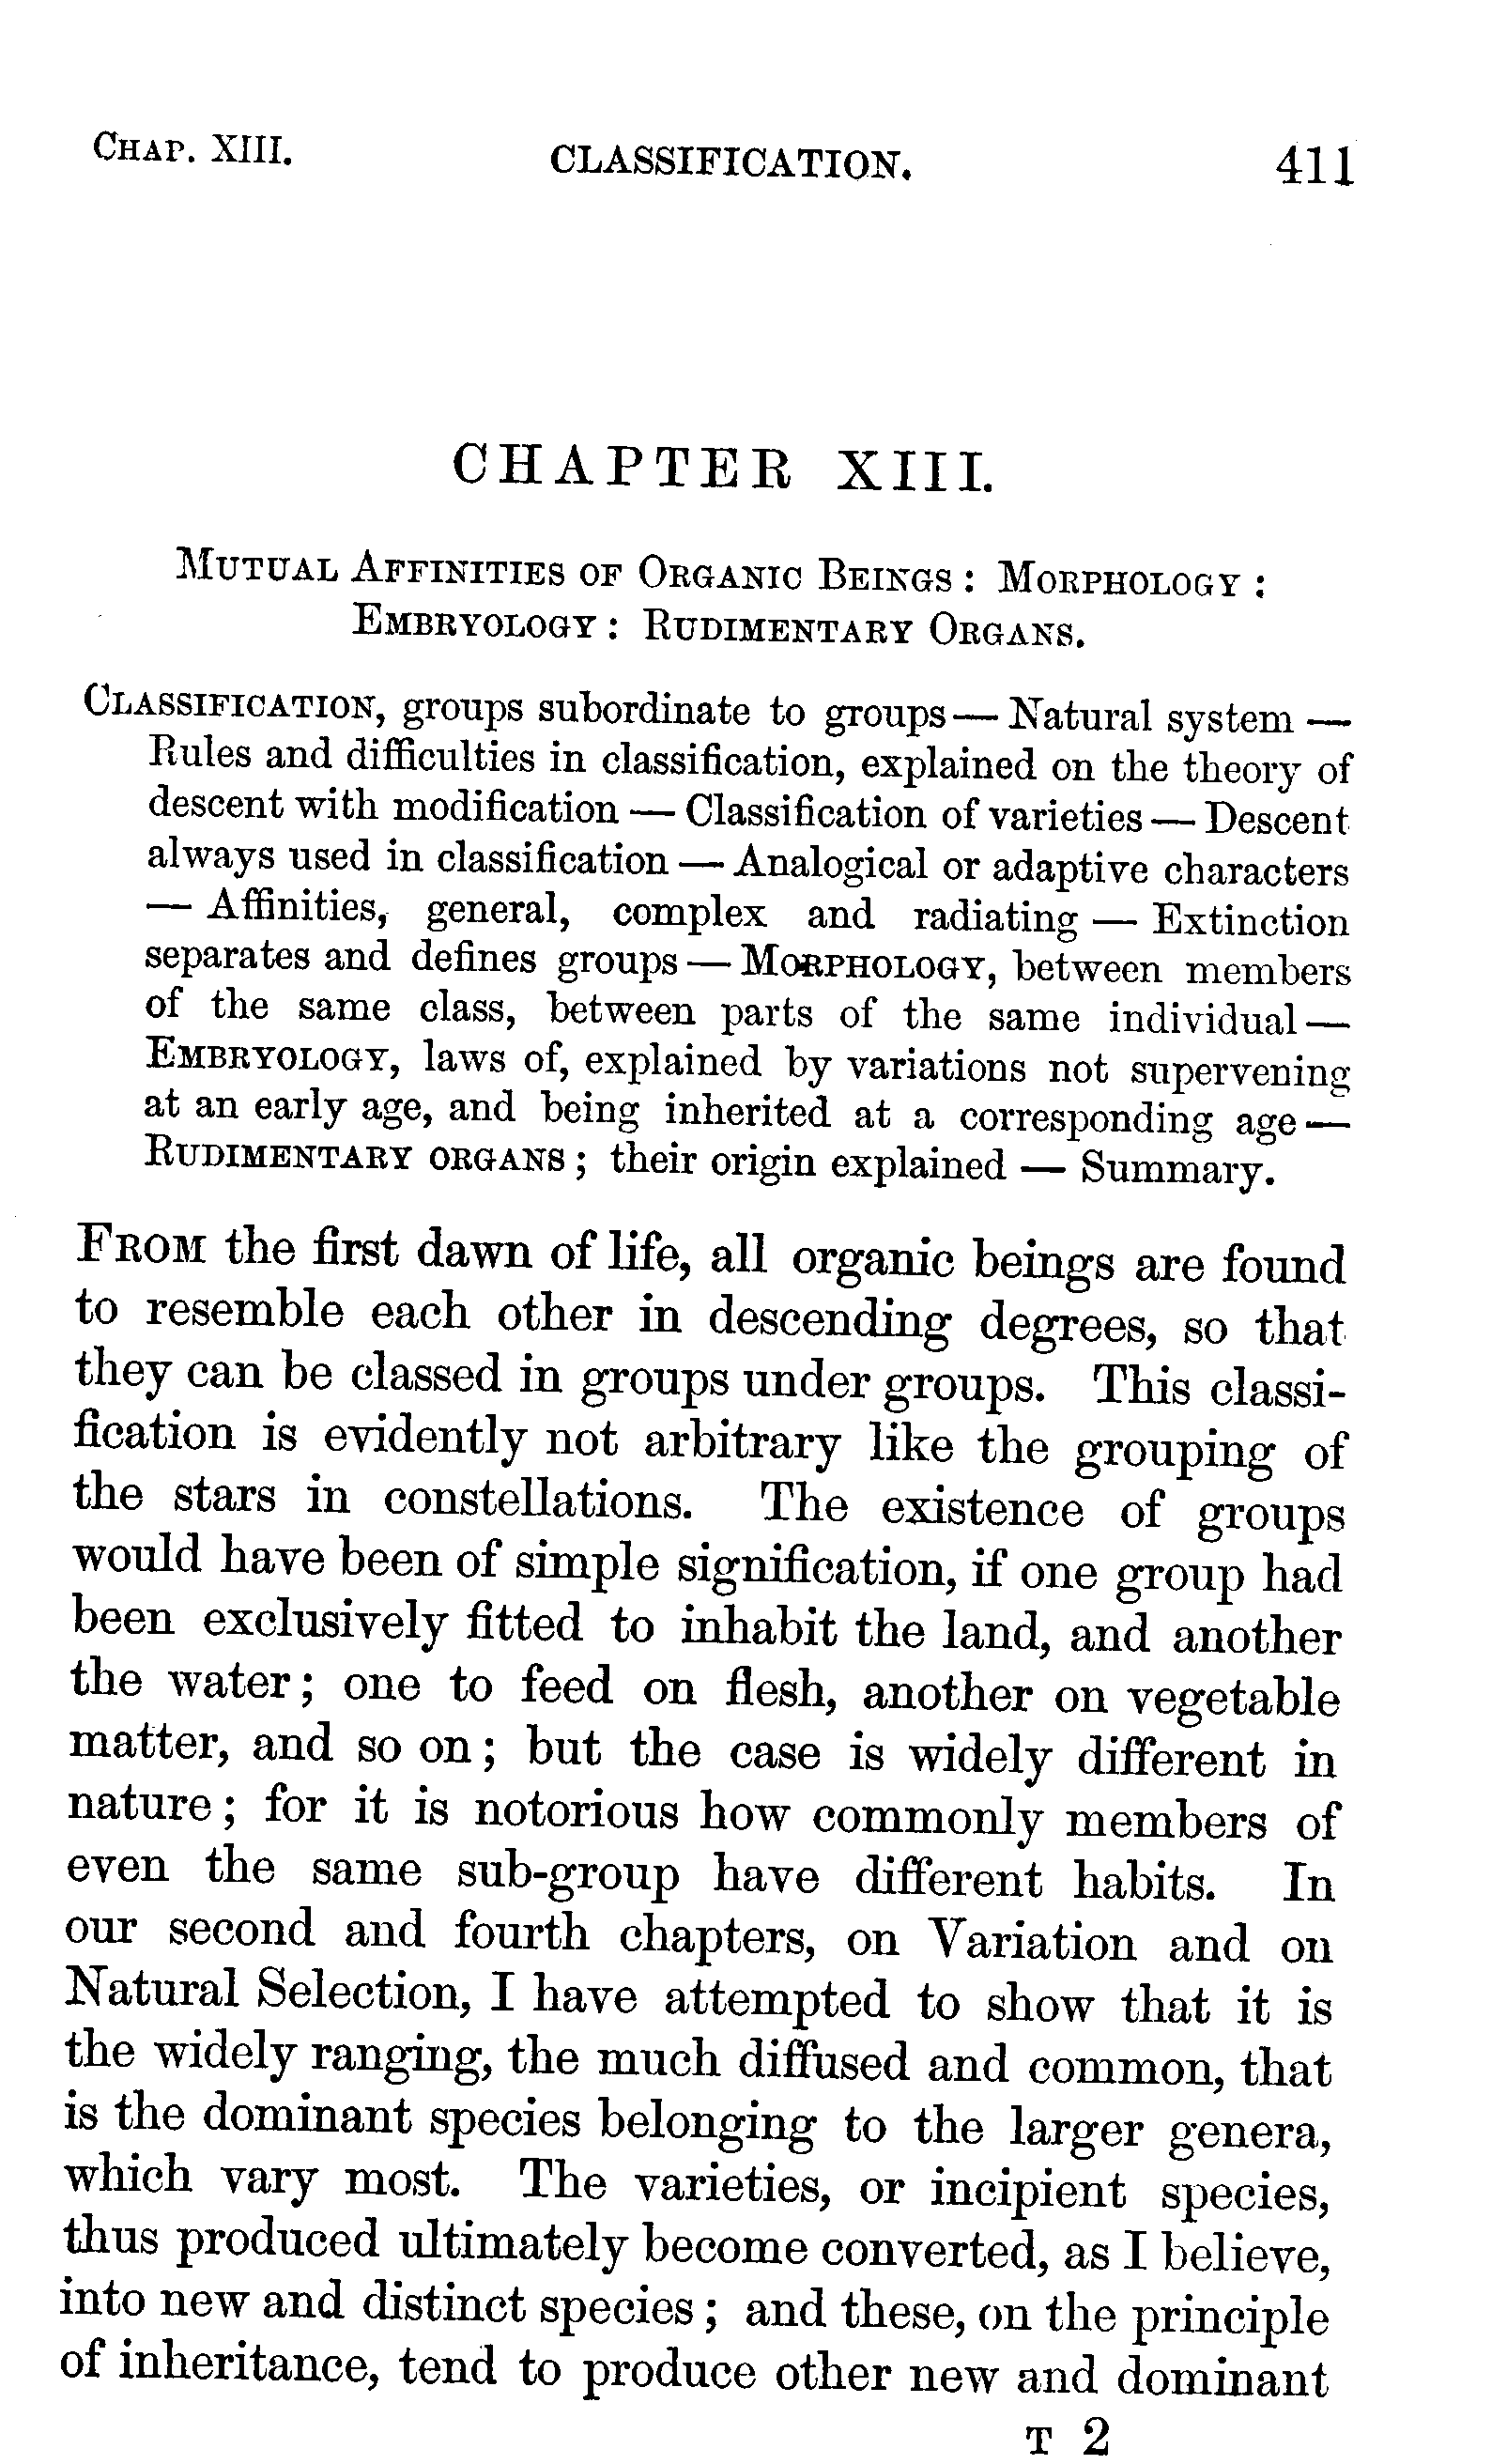 CHAP. XIII. CLASSIFICATION. 411
CHAPTER XIII.
MUTUAL AFFINITIES OF ORGANIC BEINGS : MORPHOLOGY :
EMBRYOLOGY : RUDIMENTARY ORGANS.
CLASSIFICATION, groups subordinate to groups — Natural system —
Rules and difficulties in classification, explained on the theory of
descent with modification — Classification of varieties — Descent
always used in classification — Analogical or adaptive characters
— Affinities, general, complex and radiating — Extinction
separates and defines groups — MORPHOLOGY, between members
of the same class, between parts of the same individual —
EMBRYOLOGY, laws of, explained by variations not supervening
at an early age, and being inherited at a corresponding age —
RUDIMENTARY ORGANS ; their origin explained — Summary.
FROM the first dawn of life, all organic beings are found
to resemble each other in descending degrees, so that
they can be classed in groups under groups. This classi-
fication is evidently not arbitrary like the grouping of
the stars in constellations. The existence of groups
would have been of simple signification, if one group had
been exclusively fitted to inhabit the land, and another
the water; one to feed on flesh, another on vegetable
matter, and so on; but the case is widely different in
nature; for it is notorious how commonly members of
even the same sub-group have different habits. In
our second and fourth chapters, on Variation and on
Natural Selection, I have attempted to show that it is
the widely ranging, the much diffused and common, that
is the dominant species belonging to the larger genera,
which vary most. The varieties, or incipient species,
thus produced ultimately become converted, as I believe,
into new and distinct species; and these, on the principle
of inheritance, tend to produce other new and dominant
T 2